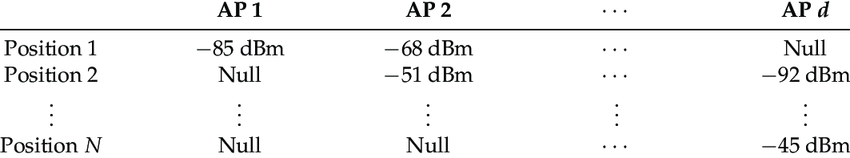 AP 1 AP 2 ⋯ AP d
Position 1 −85 dBm −68 dBm ⋯ Null
Position 2 Null −51 dBm ⋯ −92 dBm
⋮ ⋮ ⋮ ⋮ ⋮
Position N Null Null ⋯ −45 dBm